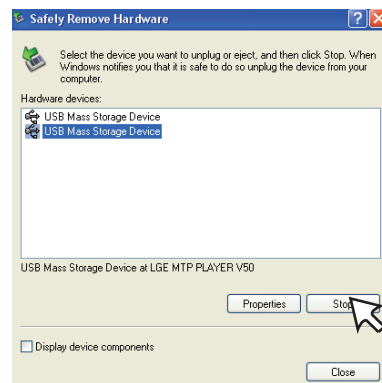 Safely Remove Hardware
Select the device you want to unplug or eject, and then click Stop. When
Windows notifies you that it is safe to do so unplug the device from your
computer.
Hardware devices:
USB Mass Storage Device
USB Mass Storage Device
USB Mass Storage Device at LGE MTP PLAYER V50
Properties
Stop
Display device components
Close